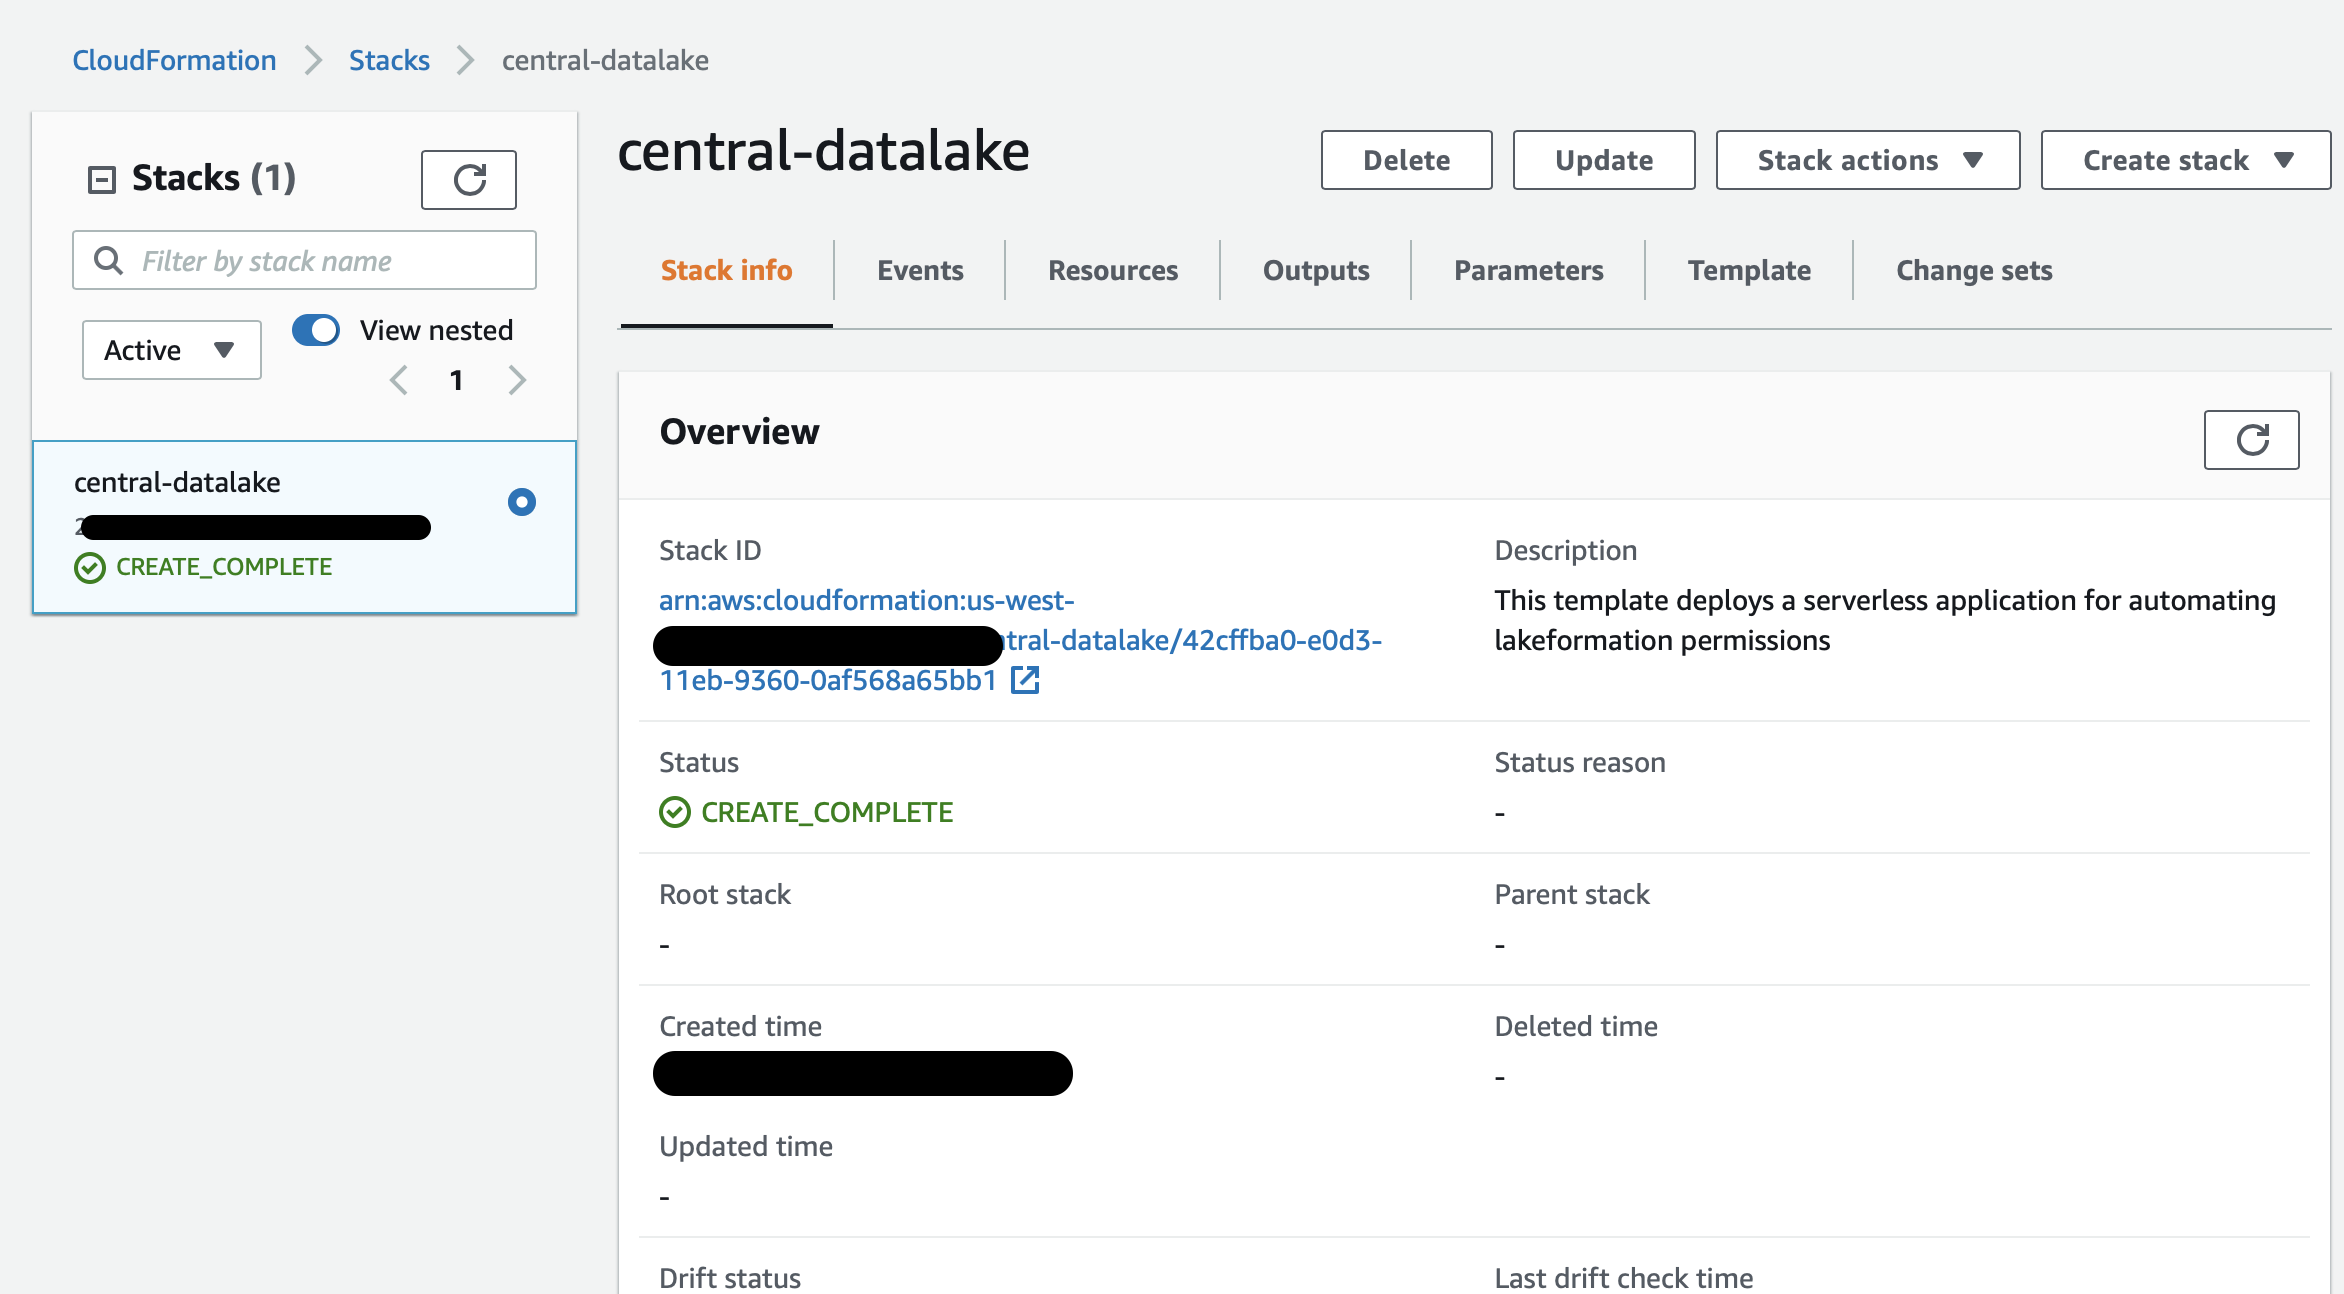 CloudFormation
Stacks
central-datalake
Stacks (1)
Filter by stack name
Active
View nested
1
central-datalake
CREATE_COMPLETE
central-datalake
Delete
Update
Stack actions
Create stack
Stack info
Events
Resources
Outputs
Parameters
Template
Change sets
Overview
Stack ID
arn:aws:cloudformation:us-west-
ntral-datalake/42cffba0-e0d3-
11eb-9360-0af568a65bb1
Description
This template deploys a serverless application for automating
lakeformation permissions
Status
CREATE_COMPLETE
Status reason
-
Root stack
-
Parent stack
-
Created time
Deleted time
-
Updated time
-
Drift status
Last drift check time